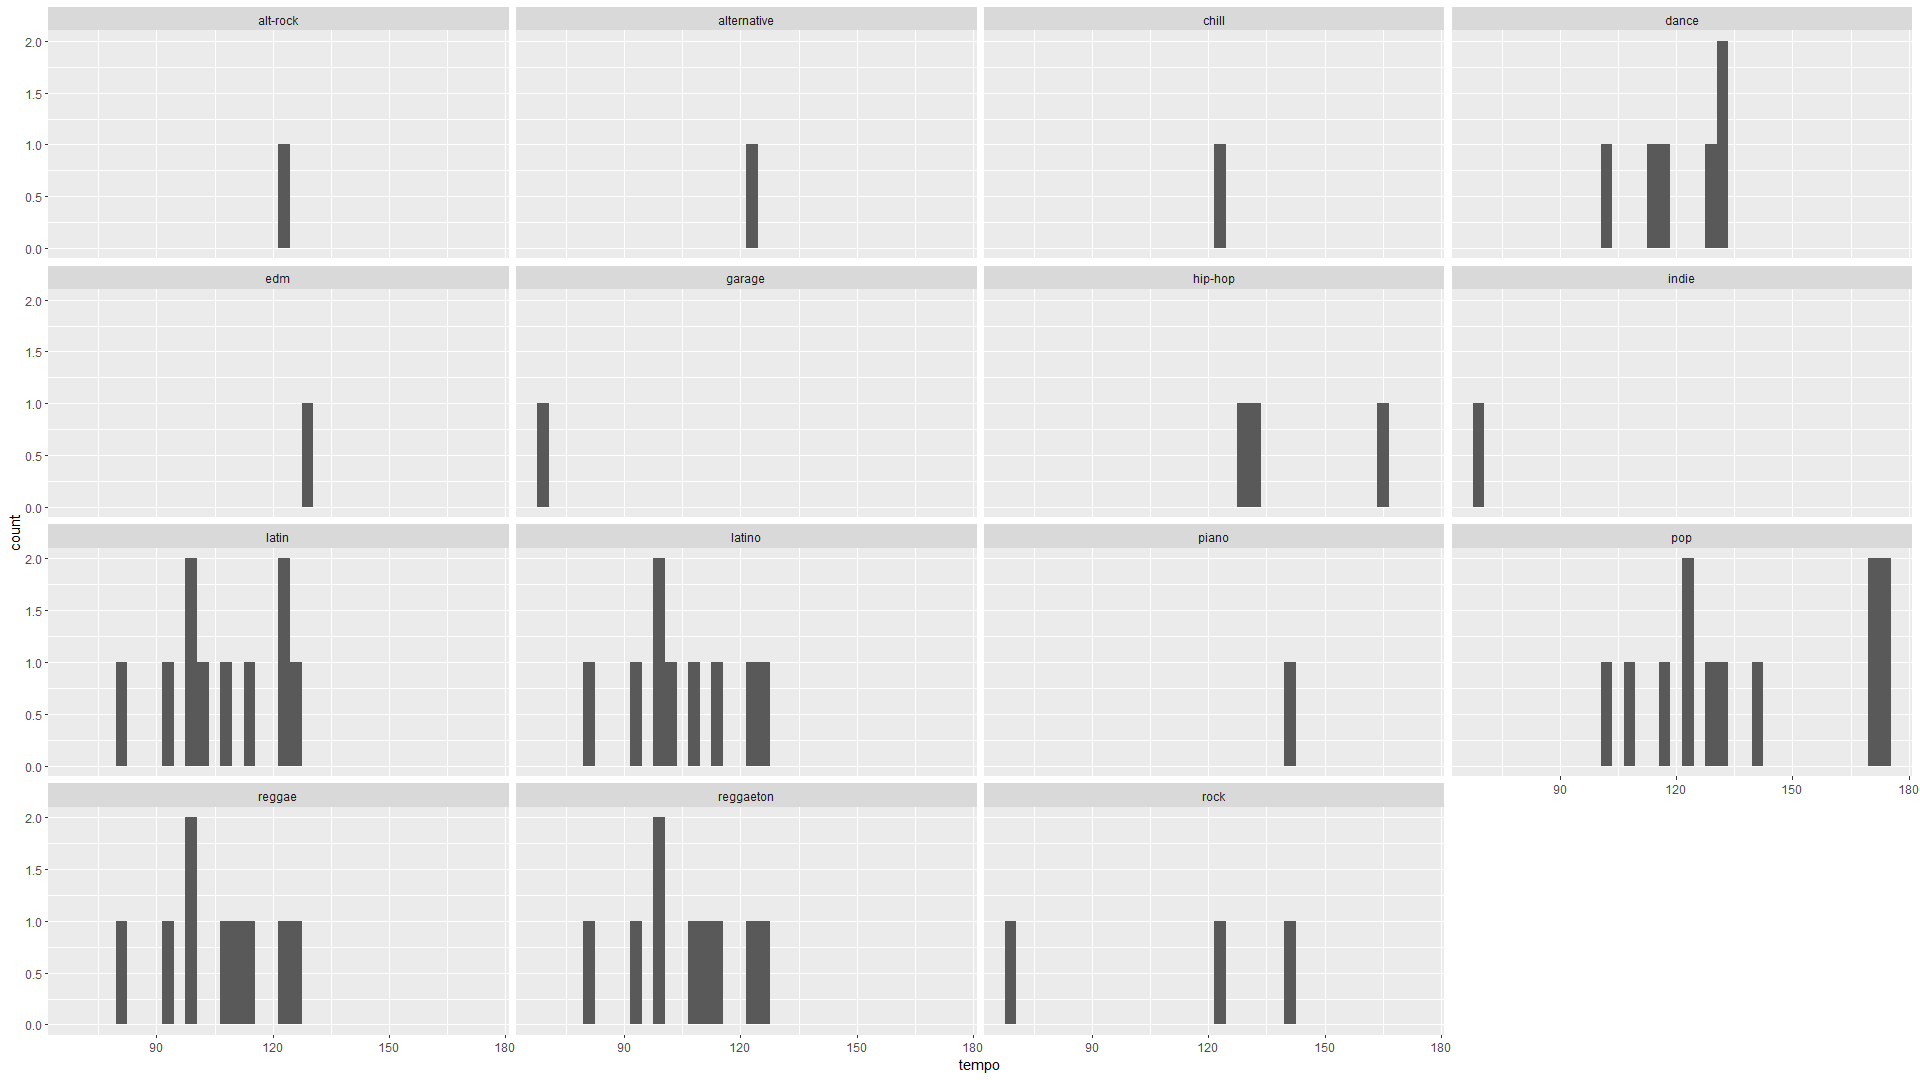 alt-rock alternative chill dance
2.0
1.5
1.0
0.5
0.0
edm garage hip-hop indie
2.0
1.5
1.0
0.5
0.0
count
latin latino piano pop
2.0
1.5
1.0
0.5
0.0
90 120 150 180
reggae reggaeton rock
2.0
1.5
1.0
0.5
0.0
90 120 150 180 90 120 150 180 90 120 150 180
tempo